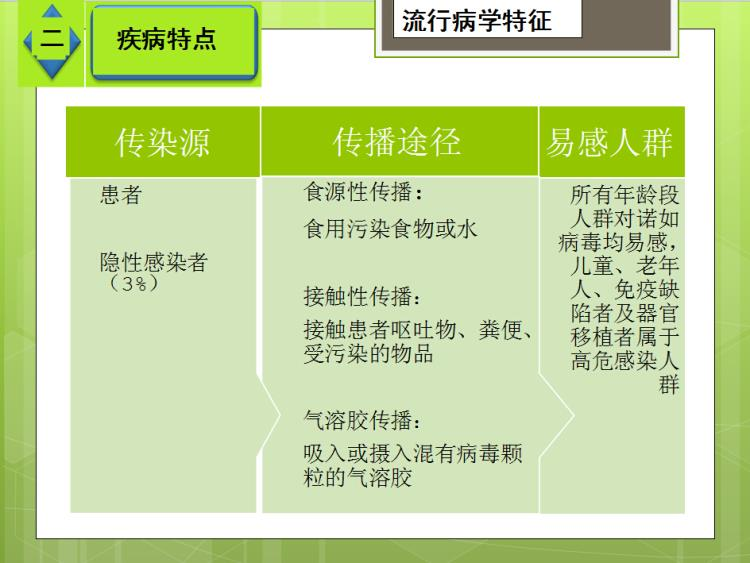 二
疾病特点
流行病学特征
传染源
传播途径
易感人群
患者
隐性感染者
（3%）
食源性传播：
食用污染食物或水
接触性传播：
接触患者呕吐物、粪便、
受污染的物品
气溶胶传播：
吸入或摄入混有病毒颗
粒的气溶胶
所有年龄段
人群对诺如
病毒均易感，
儿童、老年
人、免疫缺
陷者及器官
移植者属于
高危感染人
群